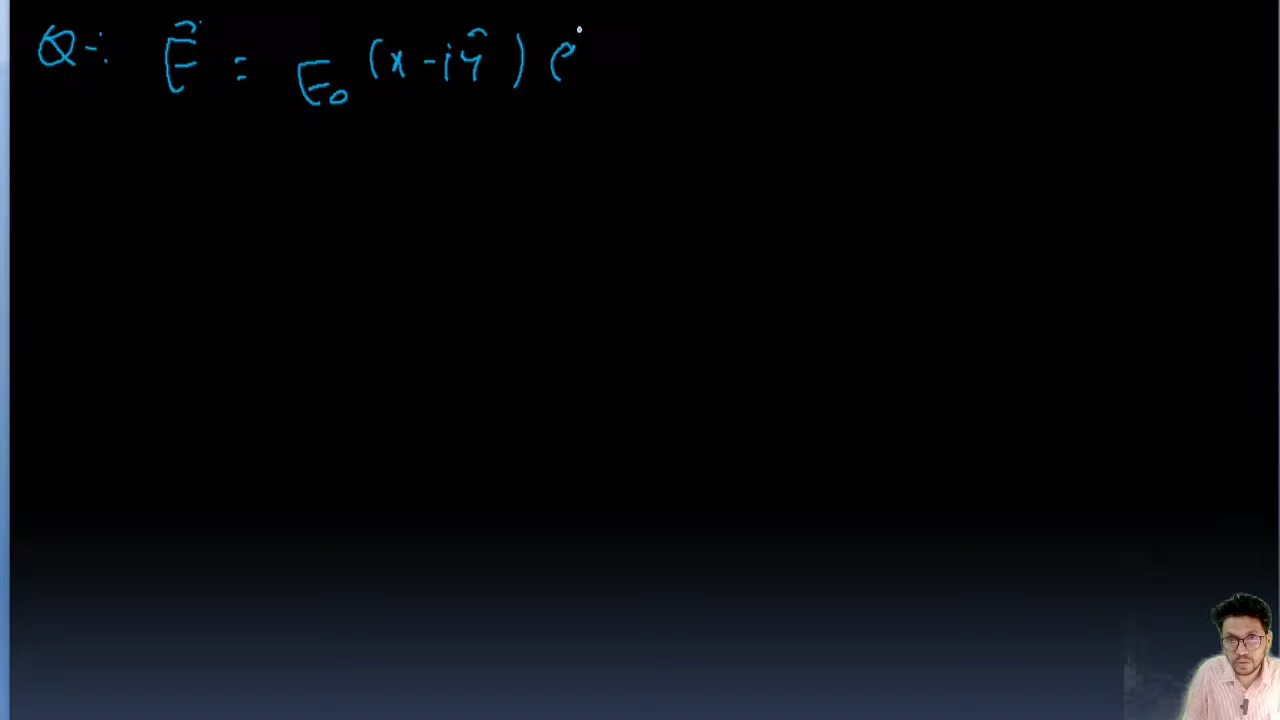 Q-: Ê = E₀ (x - iŷ ) e